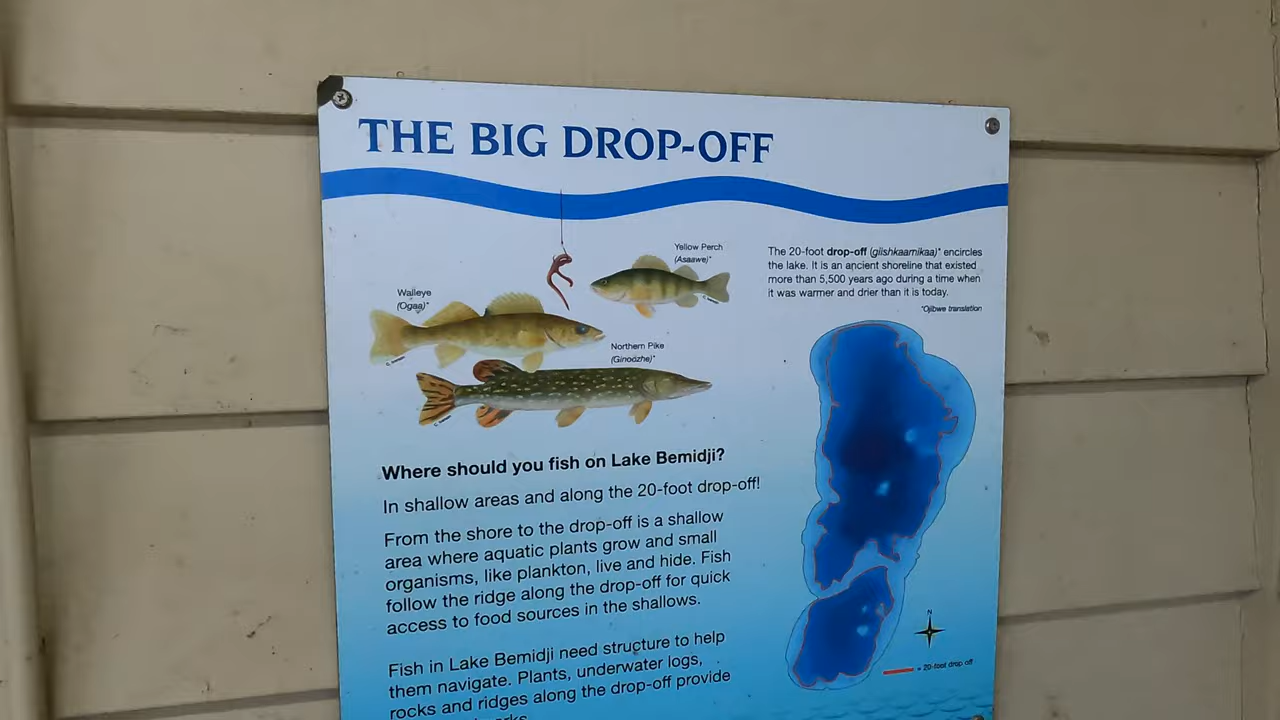 THE BIG DROP-OFF
Yellow Perch
(Asaawe)*
Walleye
(Ogaa)*
Northern Pike
(Ginoozhe)*
The 20-foot drop-off (giishkaamikaa)* encircles
the lake. It is an ancient shoreline that existed
more than 5,500 years ago during a time when
it was warmer and drier than it is today.
*Ojibwe translation
Where should you fish on Lake Bemidji?
In shallow areas and along the 20-foot drop-off!
From the shore to the drop-off is a shallow
area where aquatic plants grow and small
organisms, like plankton, live and hide. Fish
follow the ridge along the drop-off for quick
access to food sources in the shallows.
Fish in Lake Bemidji need structure to help
them navigate. Plants, underwater logs,
rocks and ridges along the drop-off provide
N
= 20-foot drop off